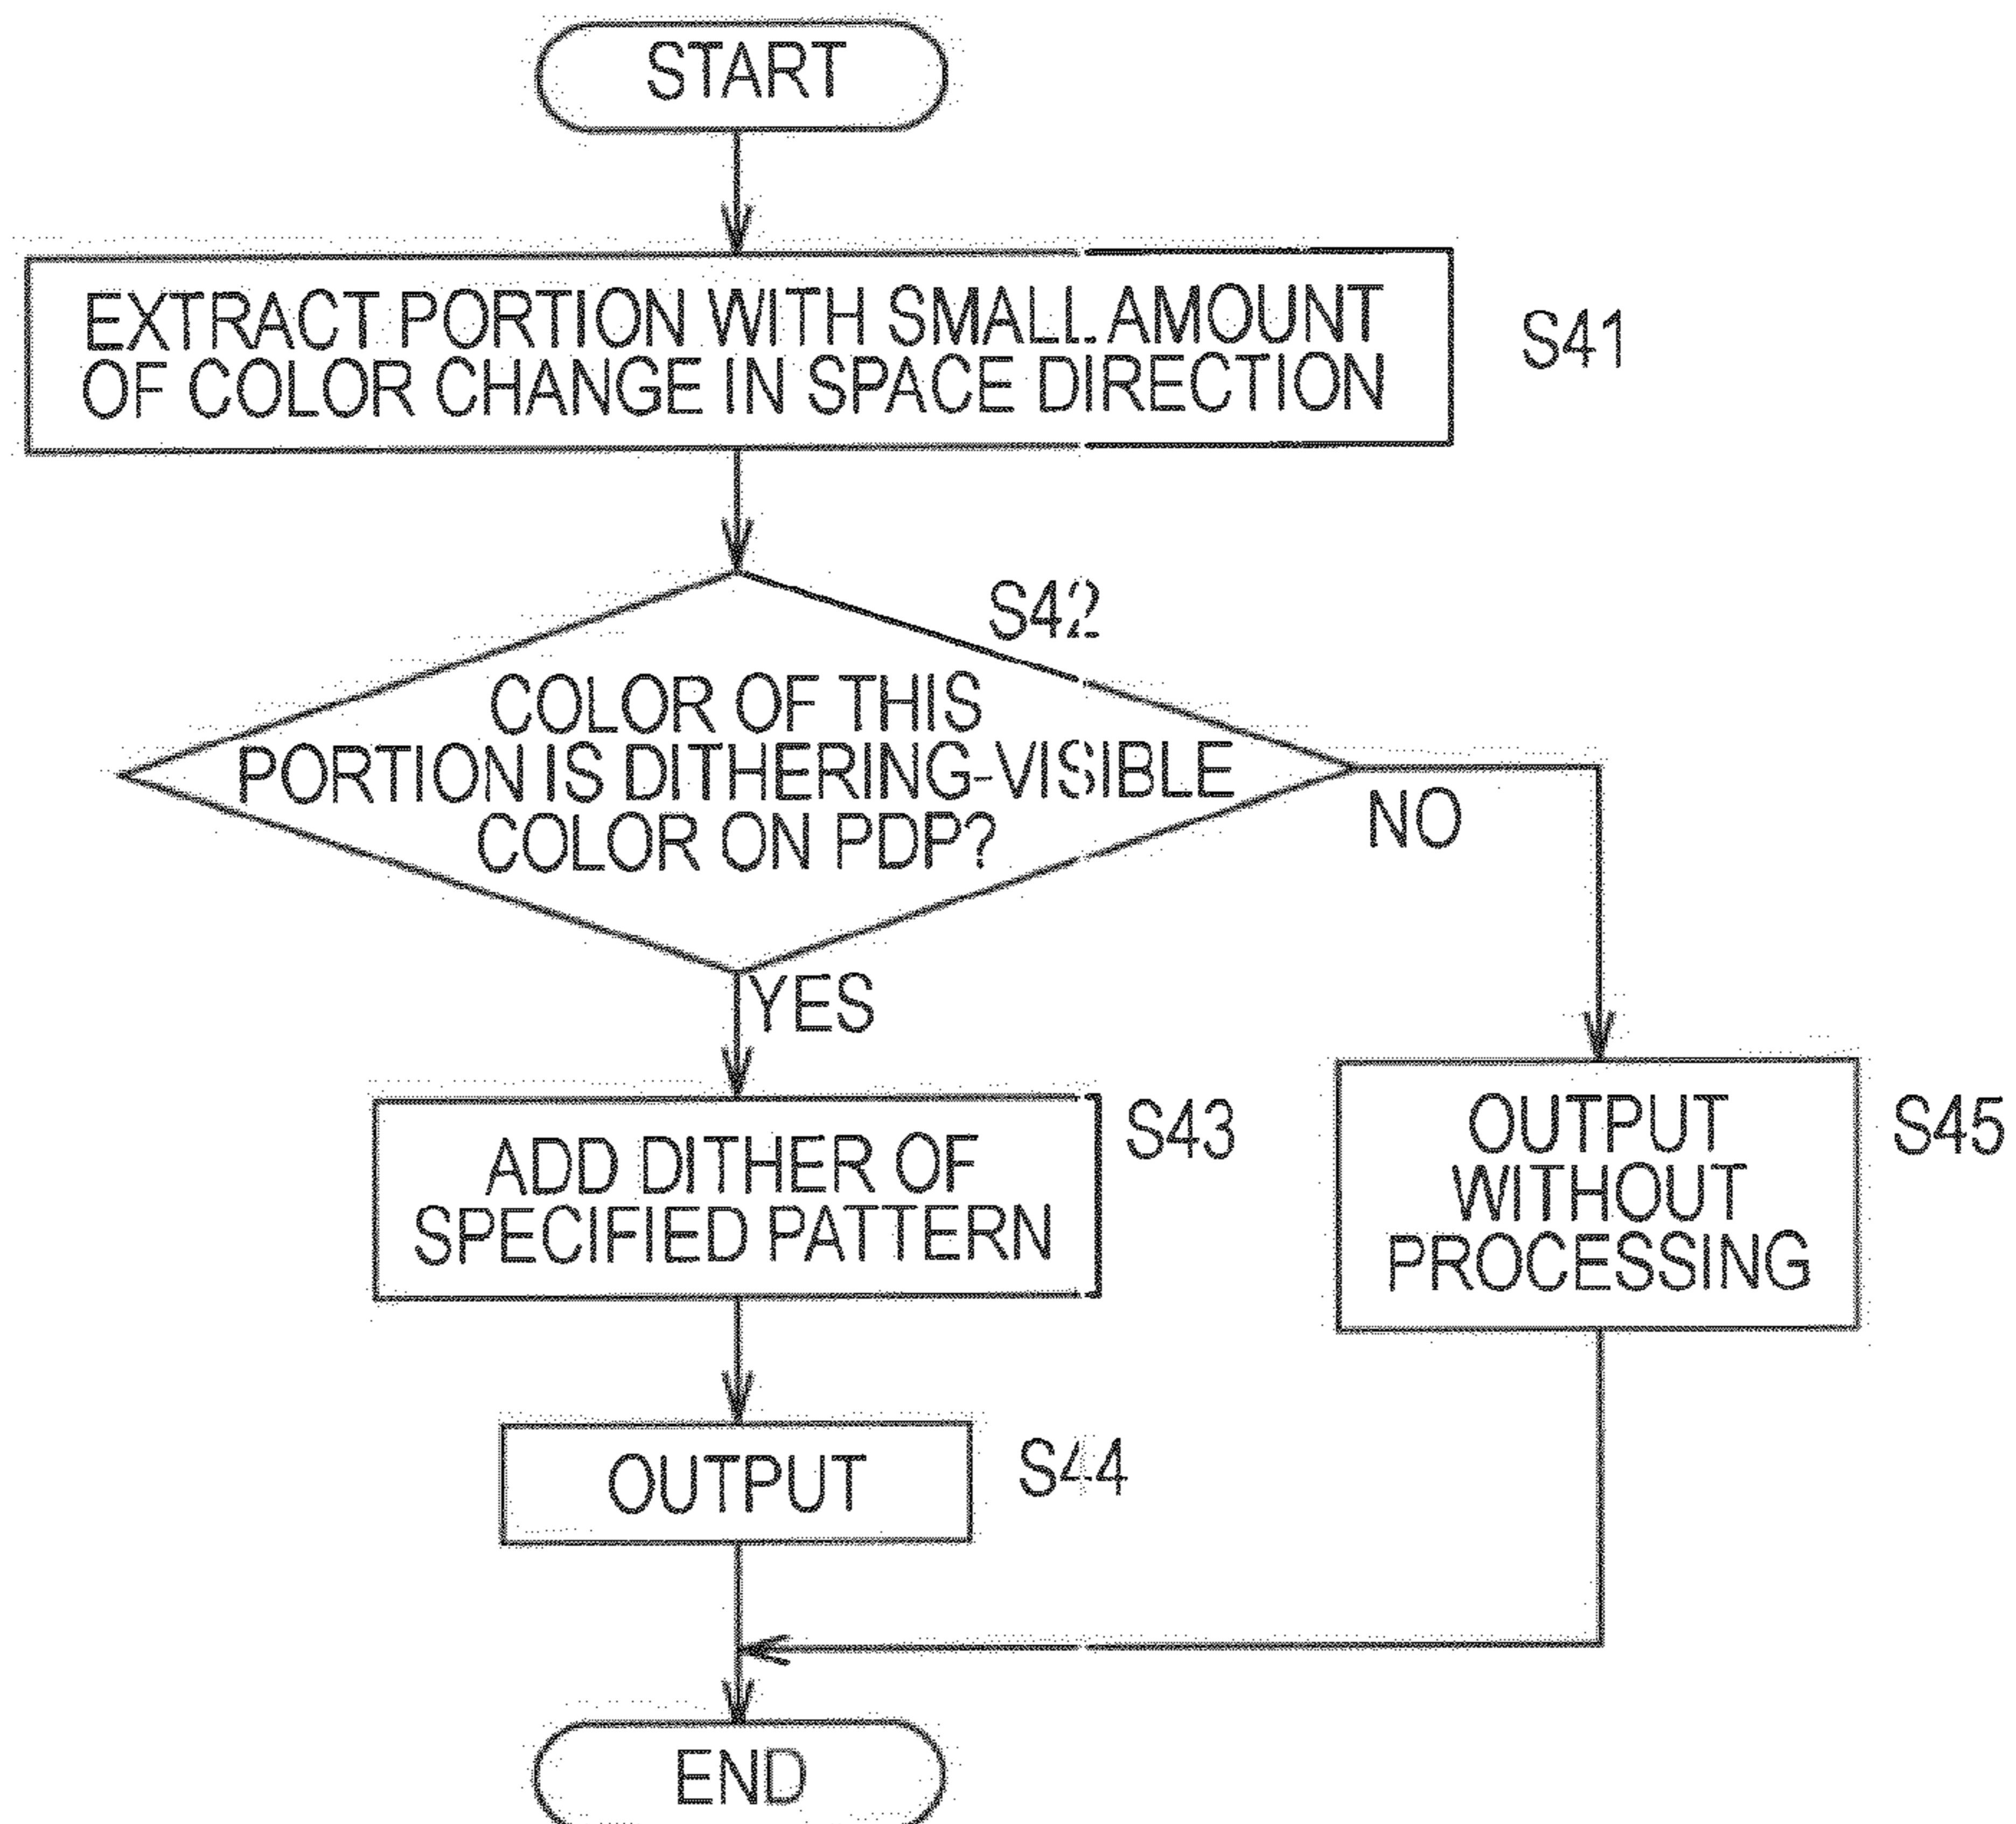 START
EXTRACT PORTION WITH SMALL AMOUNT
OF COLOR CHANGE IN SPACE DIRECTION
S41
S42
COLOR OF THIS
PORTION IS DITHERING-VISIBLE
COLOR ON PDP?
NO
YES
ADD DITHER OF
SPECIFIED PATTERN
S43
OUTPUT
WITHOUT
PROCESSING
S45
OUTPUT
S44
END